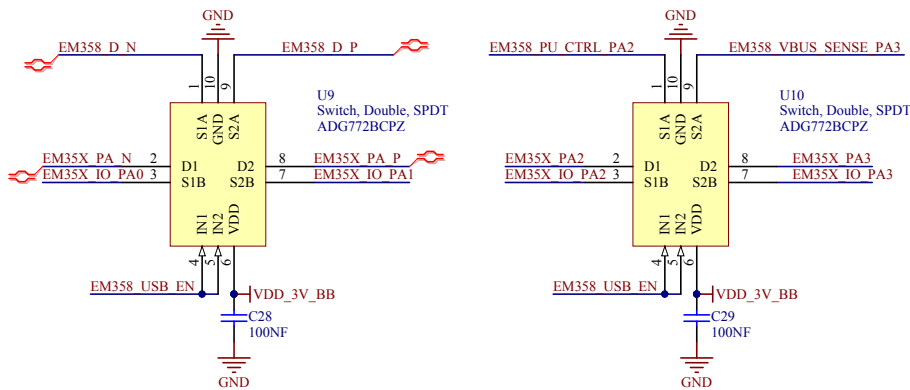 GND
EM358_D_N
EM358_D_P
1
10
9
S1A
GND
S2A
U9
Switch, Double, SPDT
ADG772BCPZ
EM35X_PA_N
2
D1
D2
8
EM35X_PA_P
EM35X_IO_PA0
3
S1B
S2B
7
EM35X_IO_PA1
IN1
IN2
VDD
4
5
6
EM358_USB_EN
VDD_3V_BB
C28
100NF
GND
GND
EM358_PU_CTRL_PA2
EM358_VBUS_SENSE_PA3
1
10
9
S1A
GND
S2A
U10
Switch, Double, SPDT
ADG772BCPZ
EM35X_PA2
2
D1
D2
8
EM35X_PA3
EM35X_IO_PA2
3
S1B
S2B
7
EM35X_IO_PA3
IN1
IN2
VDD
4
5
6
EM358_USB_EN
VDD_3V_BB
C29
100NF
GND